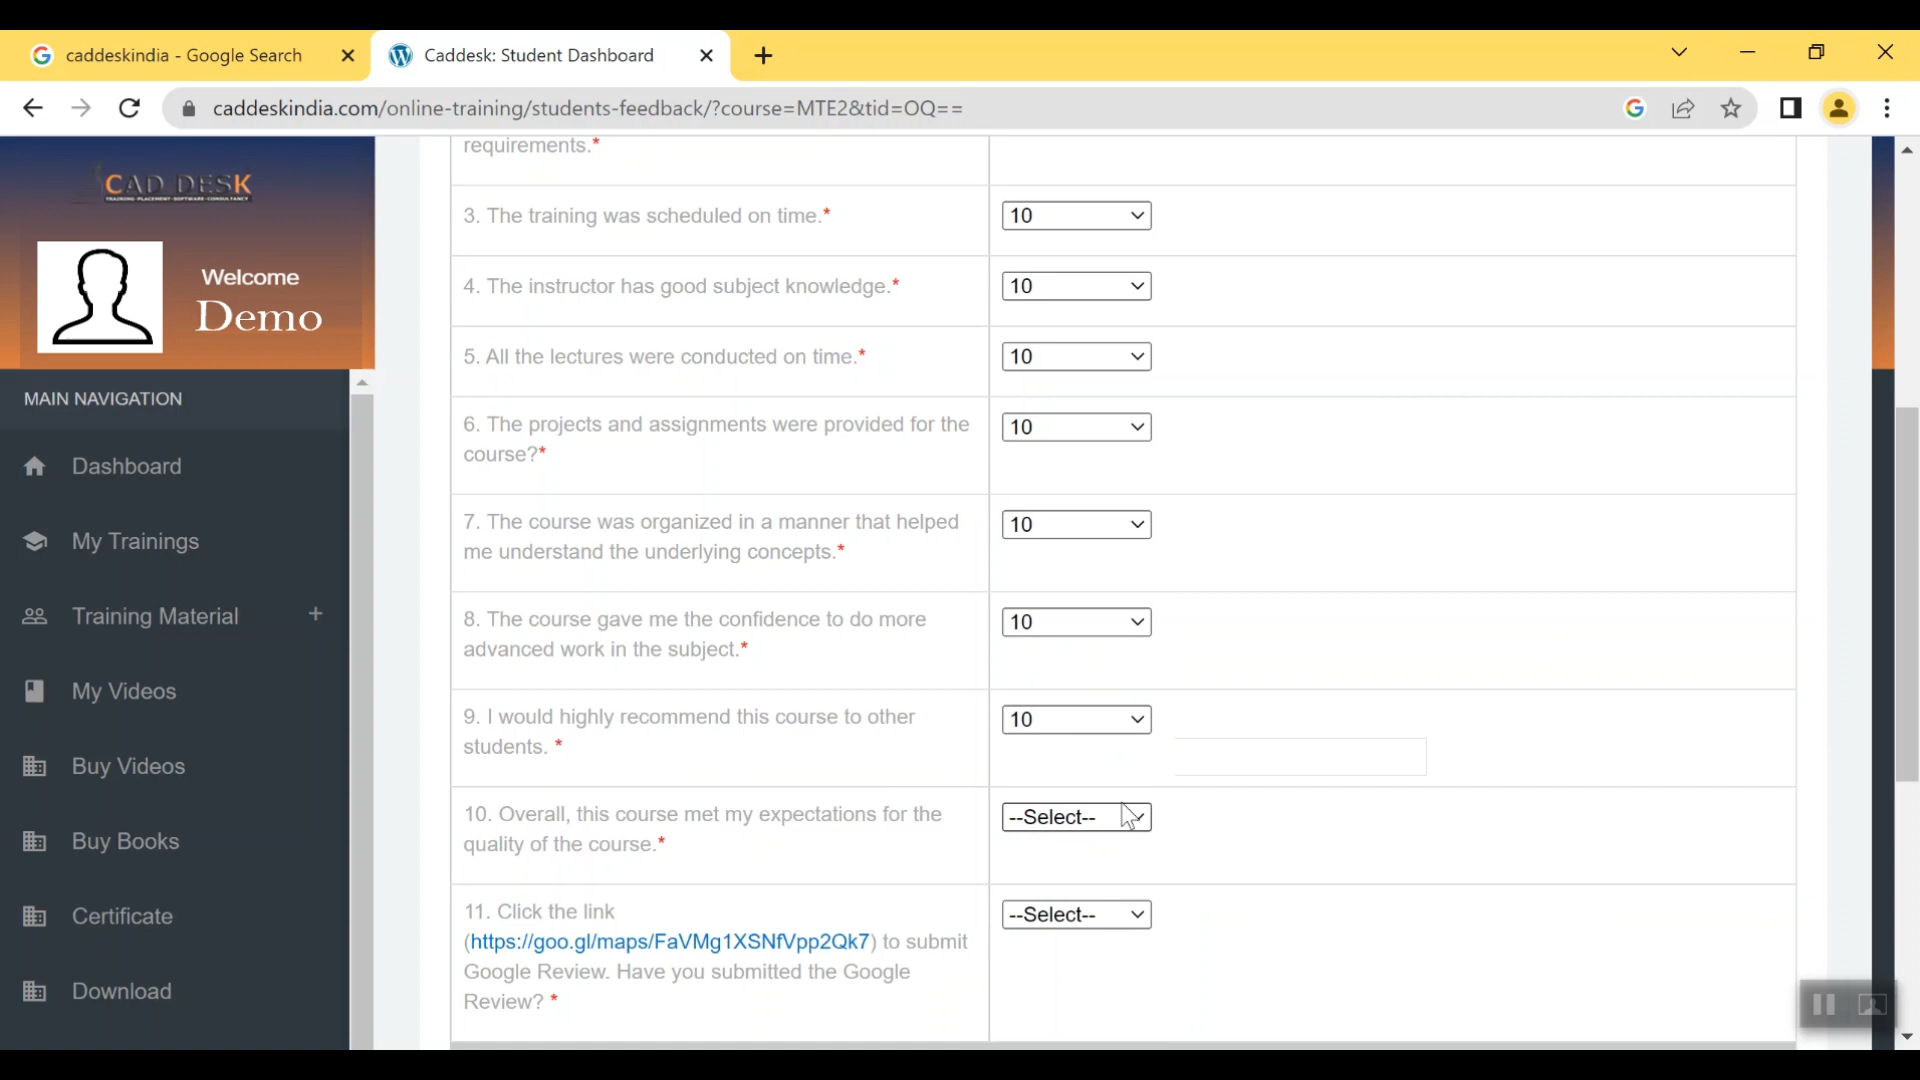 caddeskindia - Google Search
Caddesk: Student Dashboard
caddeskindia.com/online-training/students-feedback/?course=MTE2&tid=OQ==
CAD DESK
TRAINING-PLACEMENT-SOFTWARE-CONSULTANCY
Welcome
Demo
MAIN NAVIGATION
Dashboard
My Trainings
Training Material +
My Videos
Buy Videos
Buy Books
Certificate
Download
requirements.*
3. The training was scheduled on time.*
10
4. The instructor has good subject knowledge.*
10
5. All the lectures were conducted on time.*
10
6. The projects and assignments were provided for the
course?*
10
7. The course was organized in a manner that helped
me understand the underlying concepts.*
10
8. The course gave me the confidence to do more
advanced work in the subject.*
10
9. I would highly recommend this course to other
students. *
10
10. Overall, this course met my expectations for the
quality of the course.*
--Select--
11. Click the link
(https://goo.gl/maps/FaVMg1XSNfVpp2Qk7) to submit
Google Review. Have you submitted the Google
Review? *
--Select--